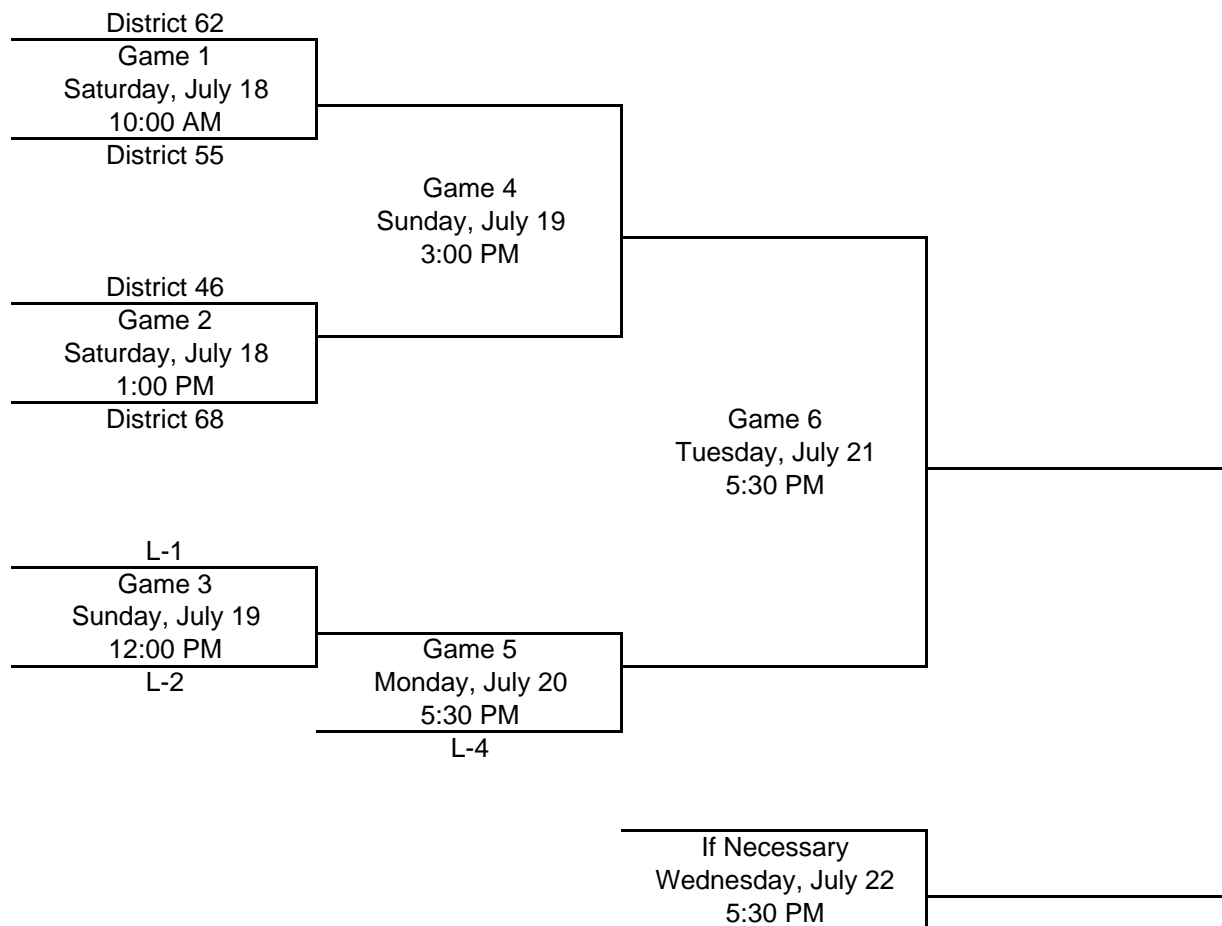 District 62
Game 1
Saturday, July 18
10:00 AM
District 55
Game 4
Sunday, July 19
3:00 PM
District 46
Game 2
Saturday, July 18
1:00 PM
District 68
Game 6
Tuesday, July 21
5:30 PM
L-1
Game 3
Sunday, July 19
12:00 PM
L-2
Game 5
Monday, July 20
5:30 PM
L-4
If Necessary
Wednesday, July 22
5:30 PM